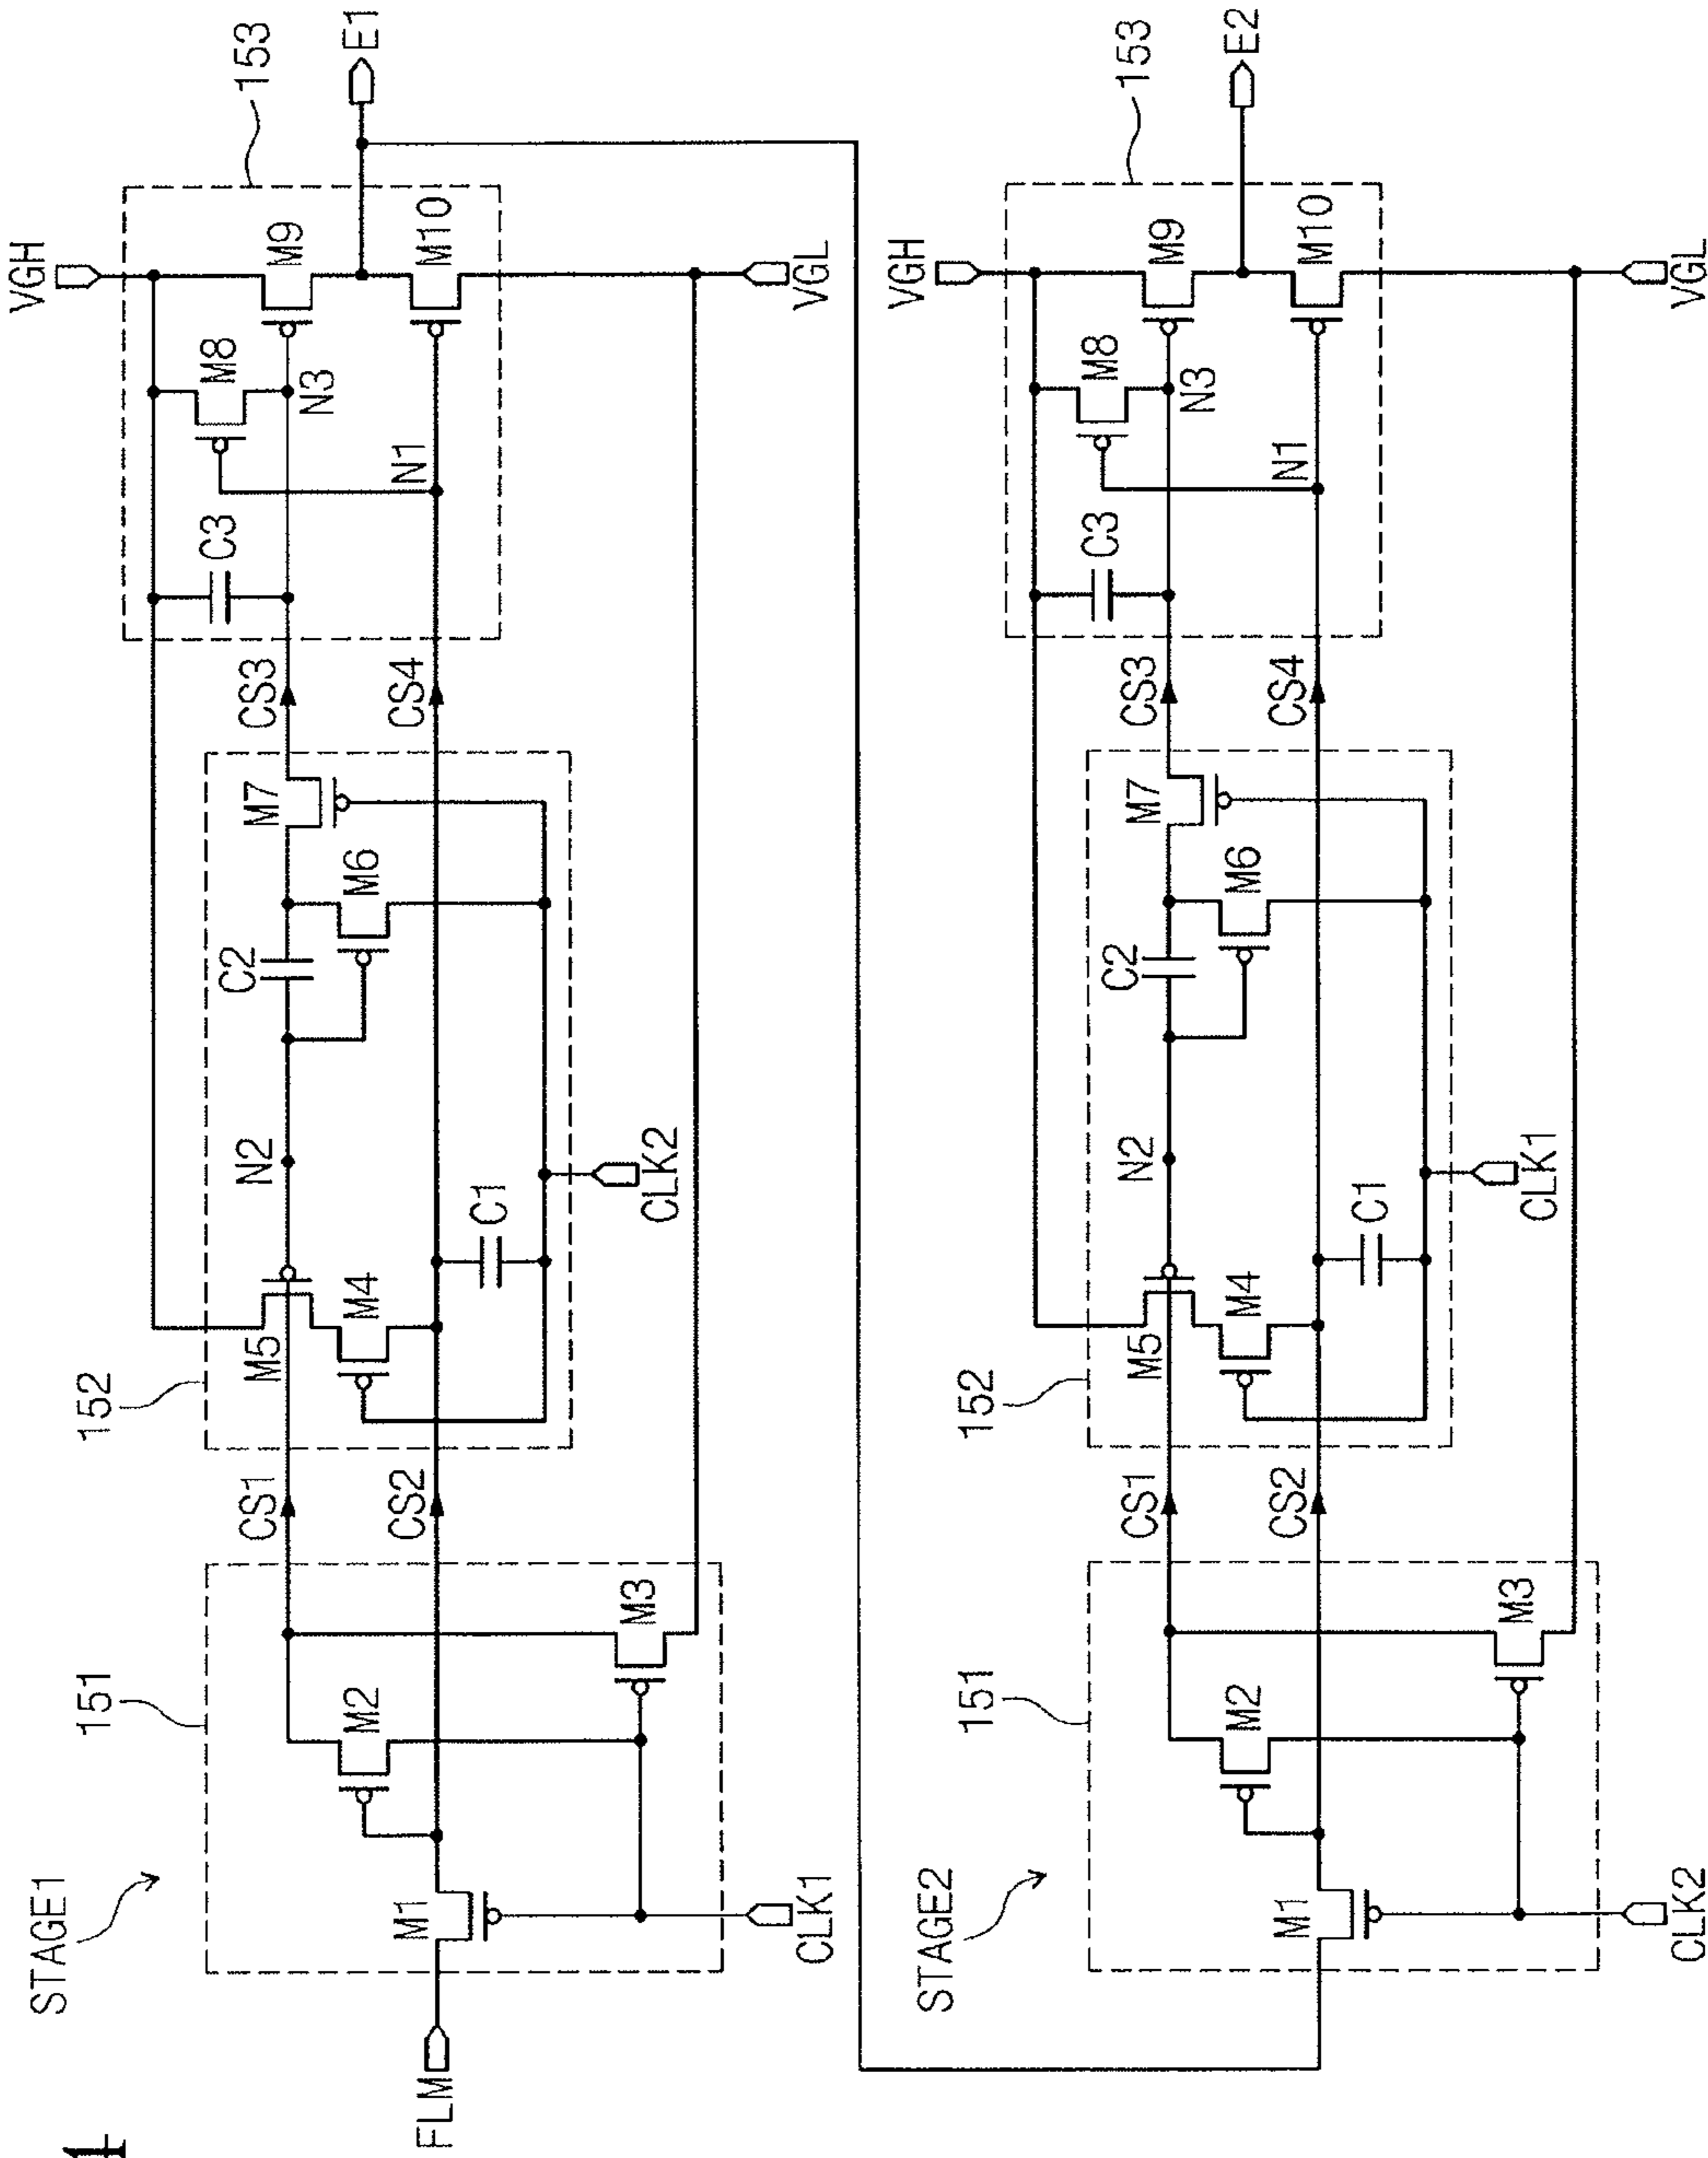 4
STAGE1
151
152
153
VGH
E1
FLM
M1
M2
M3
CLK1
CS1
CS2
M5
M4
C1
N2
C2
M6
M7
CLK2
CS3
CS4
C3
M8
N1
N3
M9
M10
VGL
STAGE2
151
152
153
VGH
E2
M1
M2
M3
CLK2
CS1
CS2
M5
M4
C1
N2
C2
M6
M7
CLK1
CS3
CS4
C3
M8
N1
N3
M9
M10
VGL